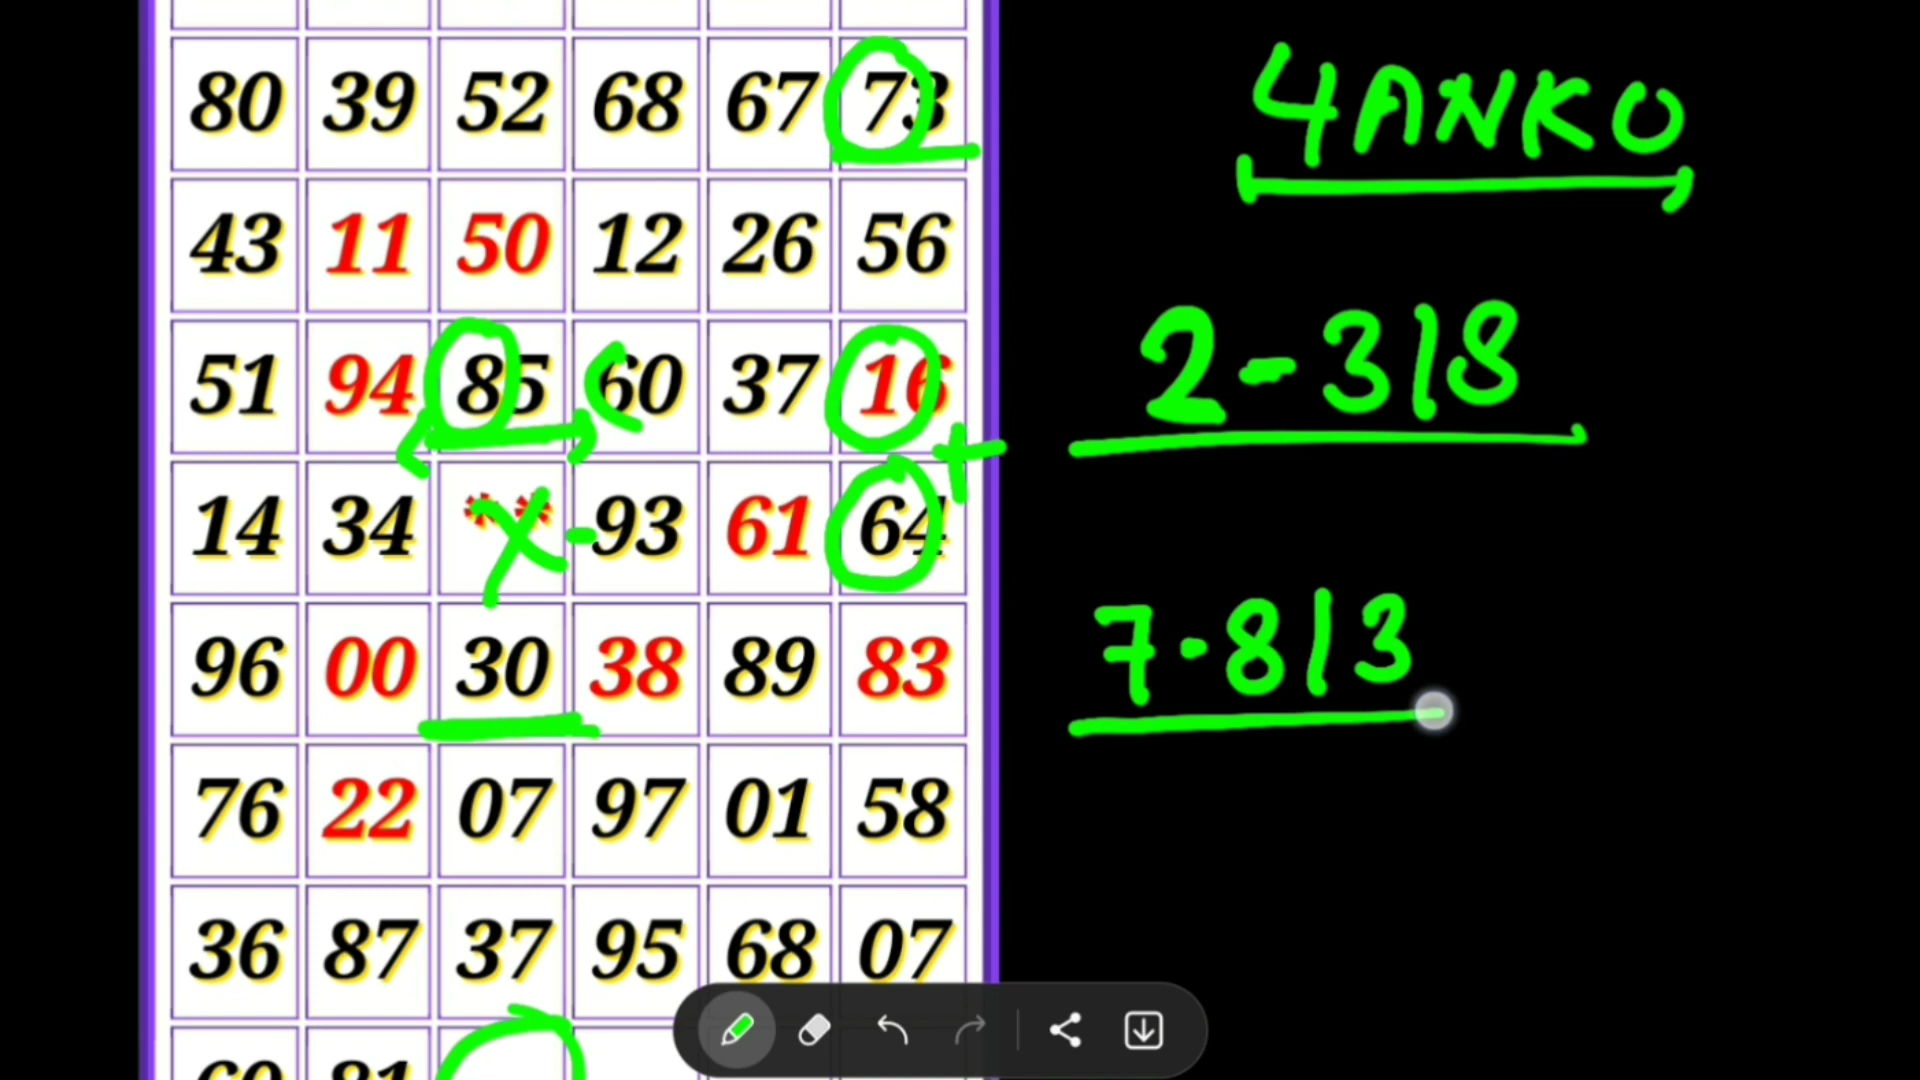 80 39 52 68 67 73
43 11 50 12 26 56
51 94 85 60 37 16
14 34 ** 93 61 64
96 00 30 38 89 83
76 22 07 97 01 58
36 87 37 95 68 07
4ANKO
2-318
7.813